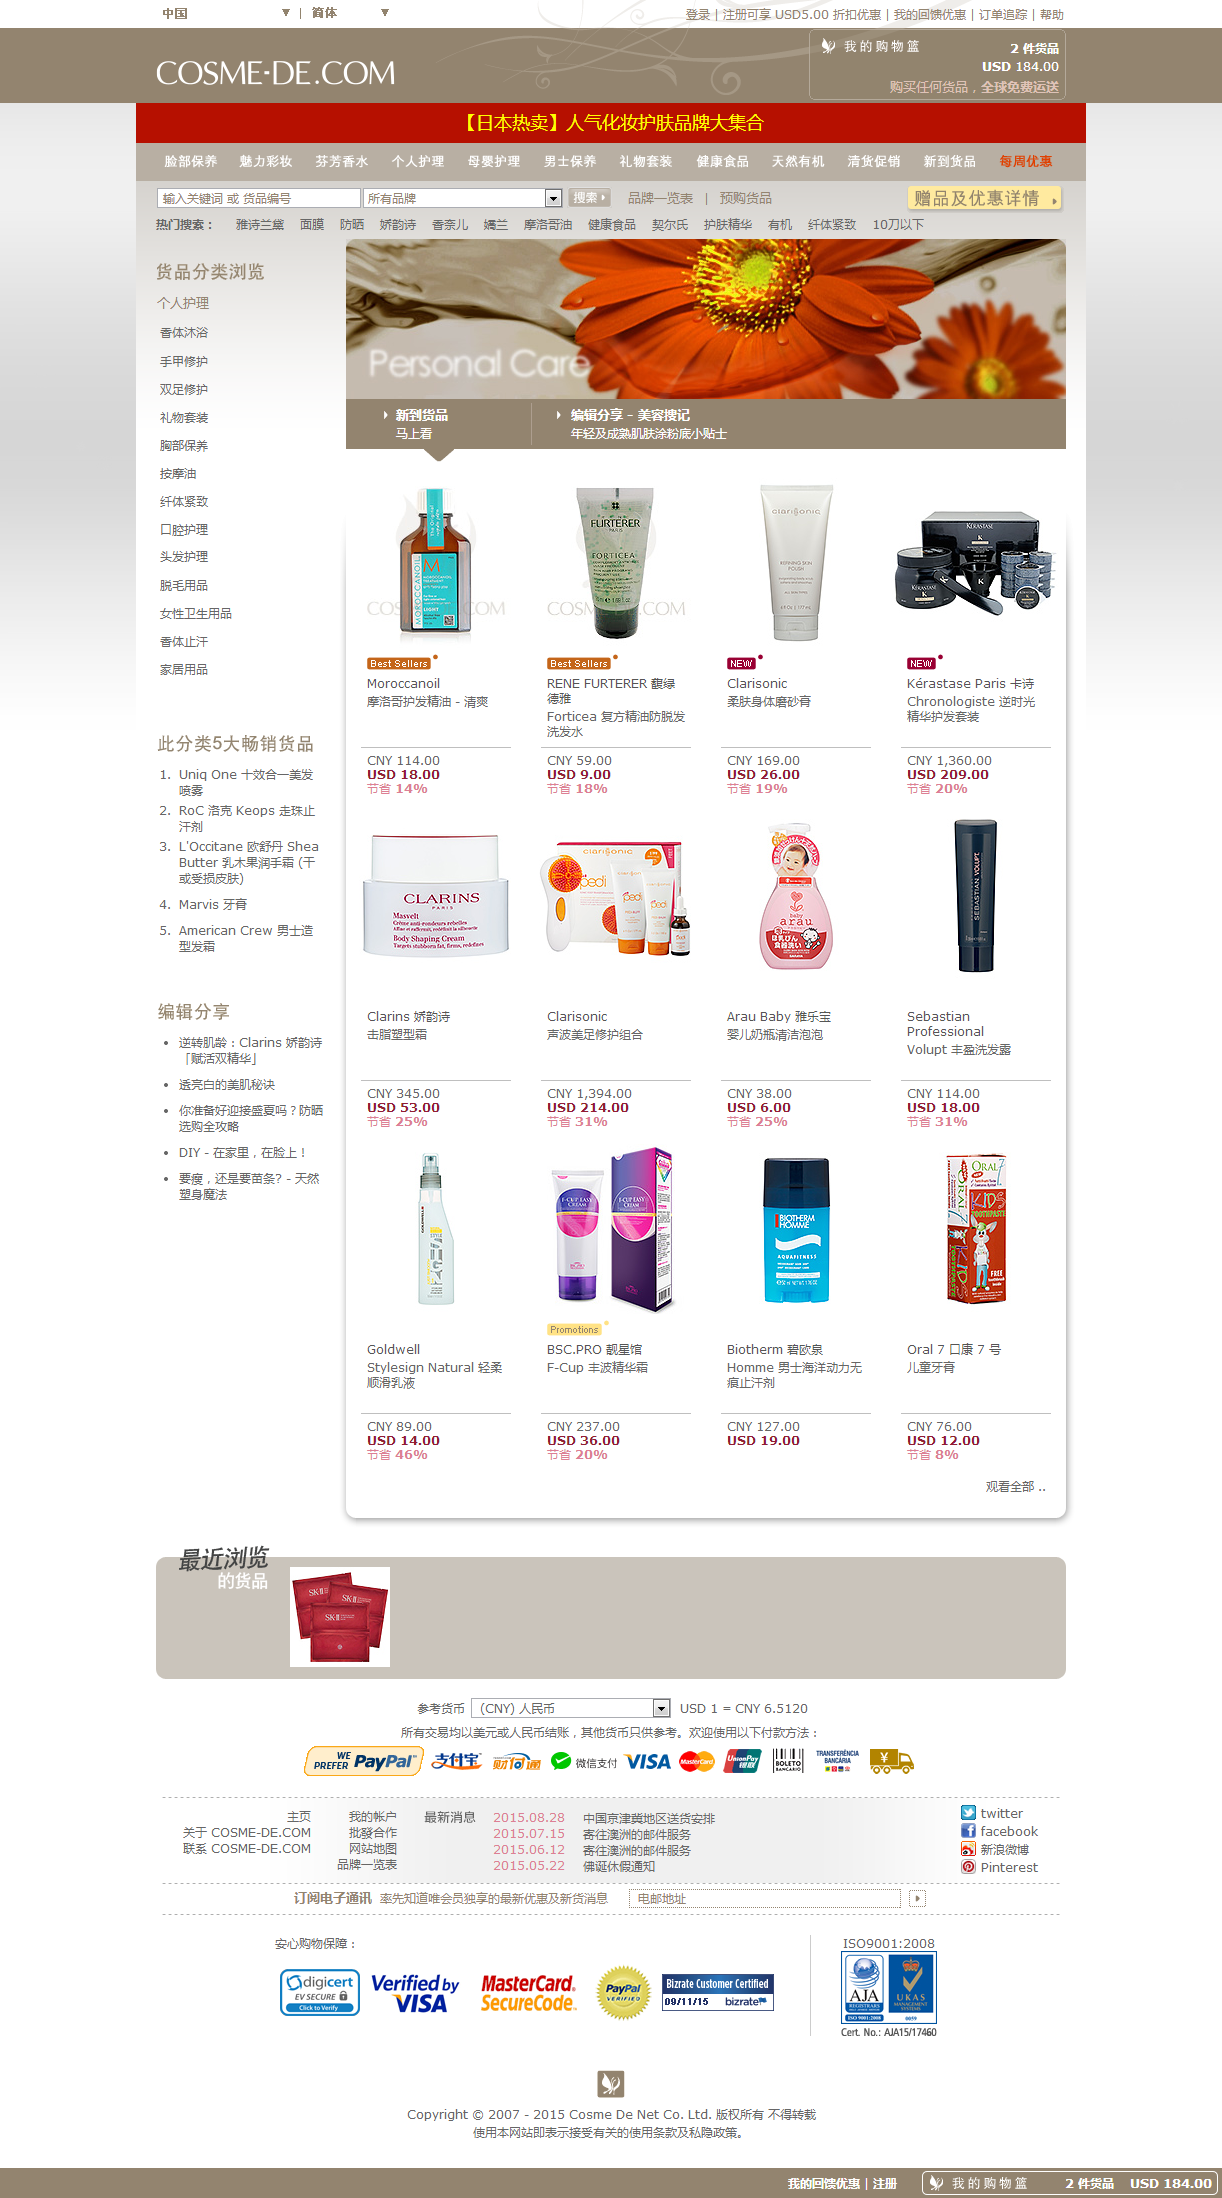 中国 | 简体
登录 | 注册可享 USD5.00 折扣优惠 | 我的回馈优惠 | 订单追踪 | 帮助
COSME-DE.COM
我的购物篮
2 件货品
USD 184.00
购买任何货品，全球免费运送
【日本热卖】人气化妆护肤品牌大集合
脸部保养 魅力彩妆 芬芳香水 个人护理 母婴护理 男士保养 礼物套装 健康食品 天然有机 清货促销 新到货品 每周优惠
输入关键词 或 货品编号 所有品牌 搜索 品牌一览表 | 预购货品 赠品及优惠详情
热门搜索： 雅诗兰黛 面膜 防晒 娇韵诗 香奈儿 嬌兰 摩洛哥油 健康食品 契尔氏 护肤精华 有机 纤体紧致 10刀以下
货品分类浏览
个人护理
香体沐浴
手甲修护
双足修护
礼物套装
胸部保养
按摩油
纤体紧致
口腔护理
头发护理
脱毛用品
女性卫生用品
香体止汗
家居用品
此分类5大畅销货品
1. Uniq One 十效合一美发
喷雾
2. RoC 洛克 Keops 走珠止
汗剂
3. L'Occitane 欧舒丹 Shea
Butter 乳木果润手霜 (干
或受损皮肤)
4. Marvis 牙膏
5. American Crew 男士造
型发霜
编辑分享
• 逆转肌龄：Clarins 娇韵诗
「赋活双精华」
• 透亮白的美肌秘诀
• 你准备好迎接盛夏吗？防晒
选购全攻略
• DIY - 在家里，在脸上！
• 要瘦，还是要苗条? - 天然
塑身魔法
Personal Care
新到货品
马上看
编辑分享 - 美容搜记
年轻及成熟肌肤涂粉底小贴士
Best Sellers
Moroccanoil
摩洛哥护发精油 - 清爽
CNY 114.00
USD 18.00
节省 14%
Best Sellers
RENE FURTERER 馥绿
德雅
Forticea 复方精油防脱发
洗发水
CNY 59.00
USD 9.00
节省 18%
NEW
Clarisonic
柔肤身体磨砂膏
CNY 169.00
USD 26.00
节省 19%
NEW
Kérastase Paris 卡诗
Chronologiste 逆时光
精华护发套装
CNY 1,360.00
USD 209.00
节省 20%
CLARINS
PARIS
Masvelt
Body Shaping Cream
Clarins 娇韵诗
击脂塑型霜
CNY 345.00
USD 53.00
节省 25%
Clarisonic
声波美足修护组合
CNY 1,394.00
USD 214.00
节省 31%
Arau Baby 雅乐宝
婴儿奶瓶清洁泡泡
CNY 38.00
USD 6.00
节省 25%
Sebastian
Professional
Volupt 丰盈洗发露
CNY 114.00
USD 18.00
节省 31%
Goldwell
Stylesign Natural 轻柔
顺滑乳液
CNY 89.00
USD 14.00
节省 46%
Promotions
BSC.PRO 靓星馆
F-Cup 丰波精华霜
CNY 237.00
USD 36.00
节省 20%
BIOTHERM
HOMME
AQUAFITNESS
Biotherm 碧欧泉
Homme 男士海洋动力无
痕止汗剂
CNY 127.00
USD 19.00
Oral 7 口康 7 号
儿童牙膏
CNY 76.00
USD 12.00
节省 8%
观看全部 ..
最近浏览
的货品
参考货币 (CNY) 人民币 USD 1 = CNY 6.5120
所有交易均以美元或人民币结账，其他货币只供参考。欢迎使用以下付款方法：
WE PREFER PayPal 支付宝 财付通 微信支付 VISA MasterCard UnionPay 银联 BOLETO BANCÁRIO TRANSFERÊNCIA BANCÁRIA
主页
关于 COSME-DE.COM
联系 COSME-DE.COM
我的帐户
批發合作
网站地图
品牌一览表
最新消息
2015.08.28 中国京津冀地区送货安排
2015.07.15 寄往澳洲的邮件服务
2015.06.12 寄往澳洲的邮件服务
2015.05.22 佛诞休假通知
twitter
facebook
新浪微博
Pinterest
订阅电子通讯 率先知道唯会员独享的最新优惠及新货消息 电邮地址
安心购物保障：
digicert
EV SECURE
Click to Verify
Verified by VISA
MasterCard. SecureCode.
PayPal VERIFIED
Bizrate Customer Certified
09/11/15 bizrate
ISO9001:2008
AJA REGISTRARS
UKAS MANAGEMENT SYSTEMS
Cert. No.: AJA15/17460
Copyright © 2007 - 2015 Cosme De Net Co. Ltd. 版权所有 不得转载
使用本网站即表示接受有关的使用条款及私隐政策。
我的回馈优惠 | 注册 我的购物篮 2 件货品 USD 184.00